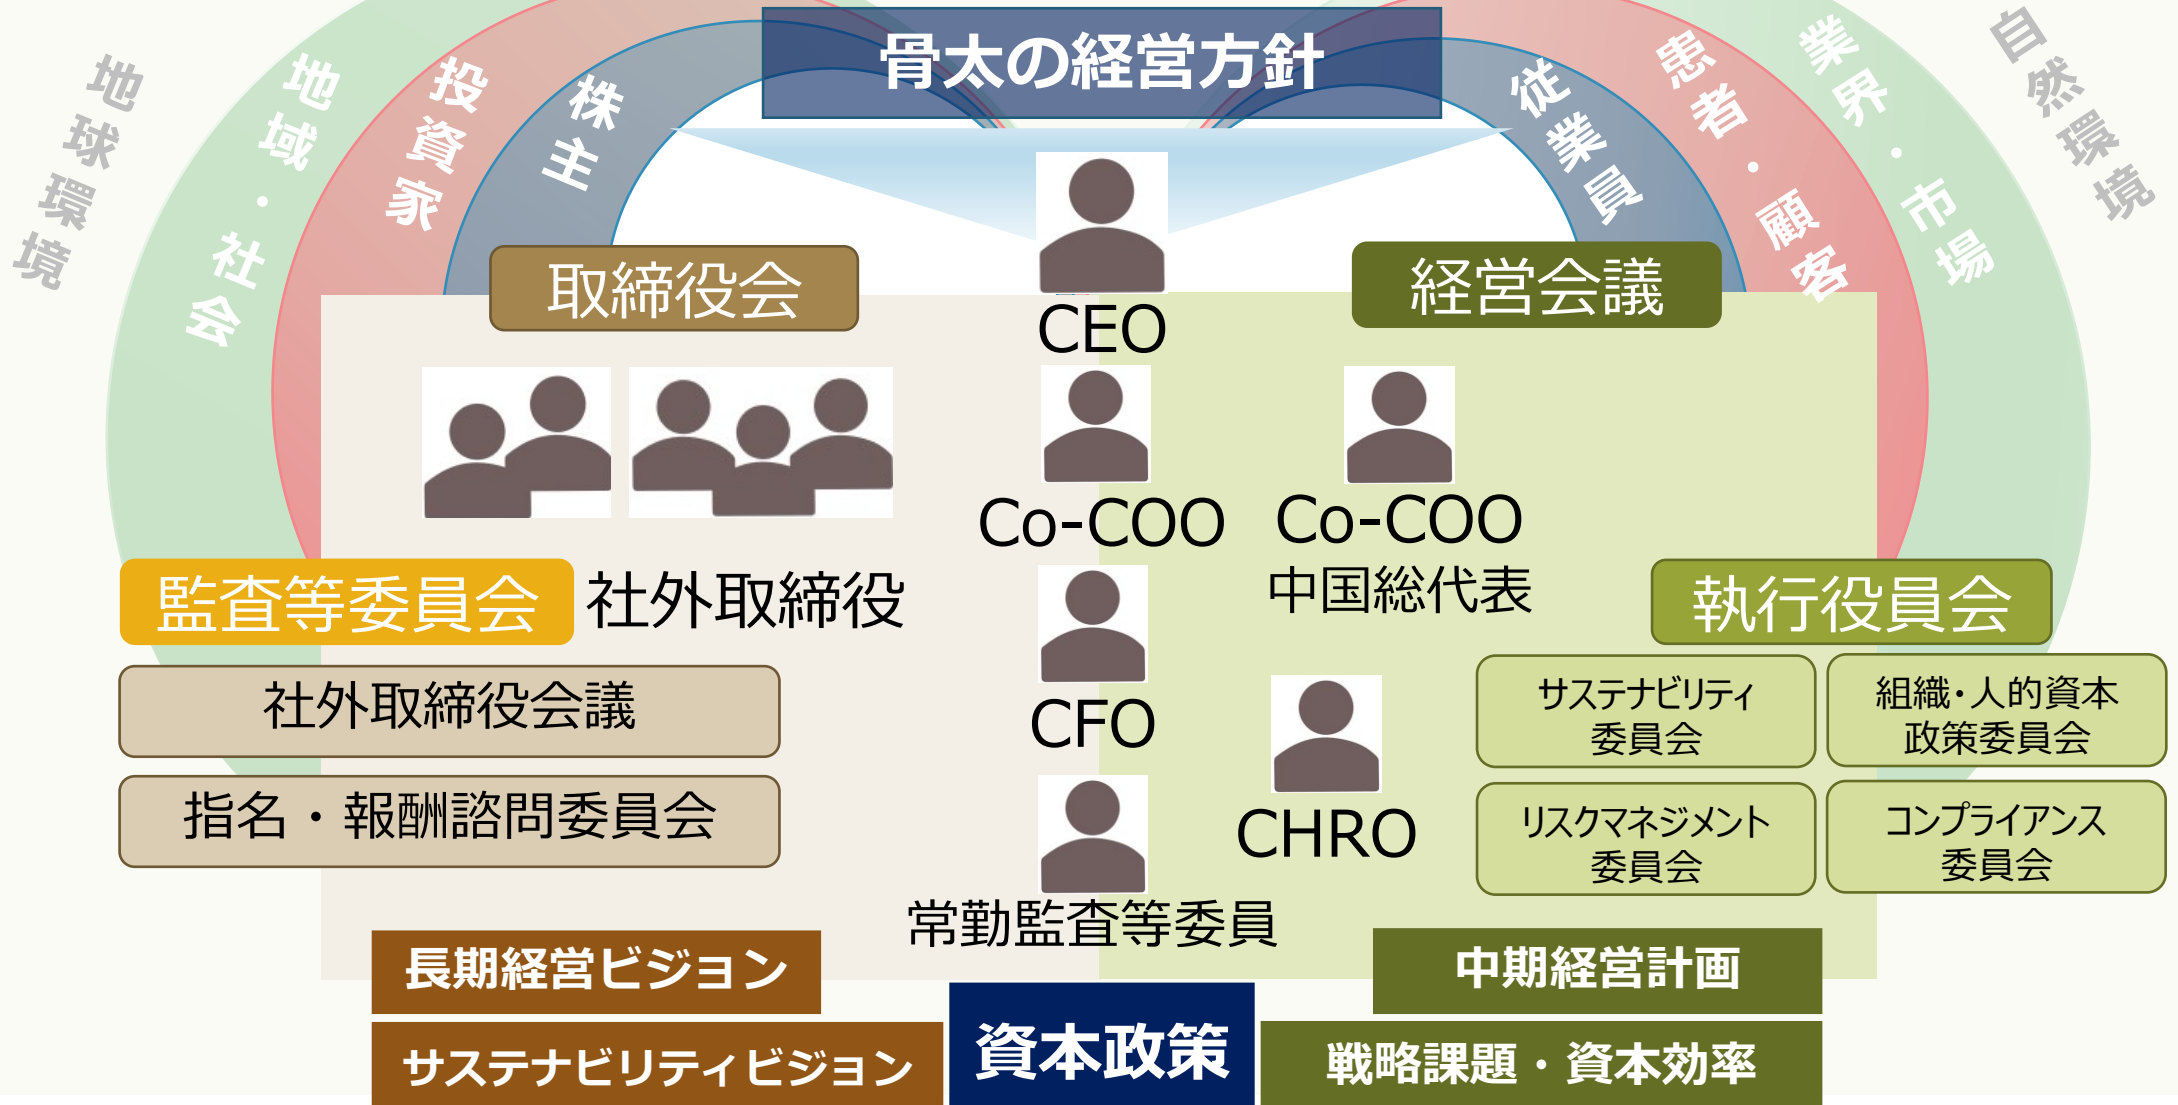 骨太の経営方針
地球環境
地域・社会
投資家
株主
従業員
患者・顧客
業界・市場
自然環境
取締役会
経営会議
CEO
Co-COO
Co-COO
中国総代表
監査等委員会
社外取締役
執行役員会
社外取締役会議
指名・報酬諮問委員会
CFO
CHRO
常勤監査等委員
サステナビリティ
委員会
組織・人的資本
政策委員会
リスクマネジメント
委員会
コンプライアンス
委員会
長期経営ビジョン
サステナビリティビジョン
資本政策
中期経営計画
戦略課題・資本効率